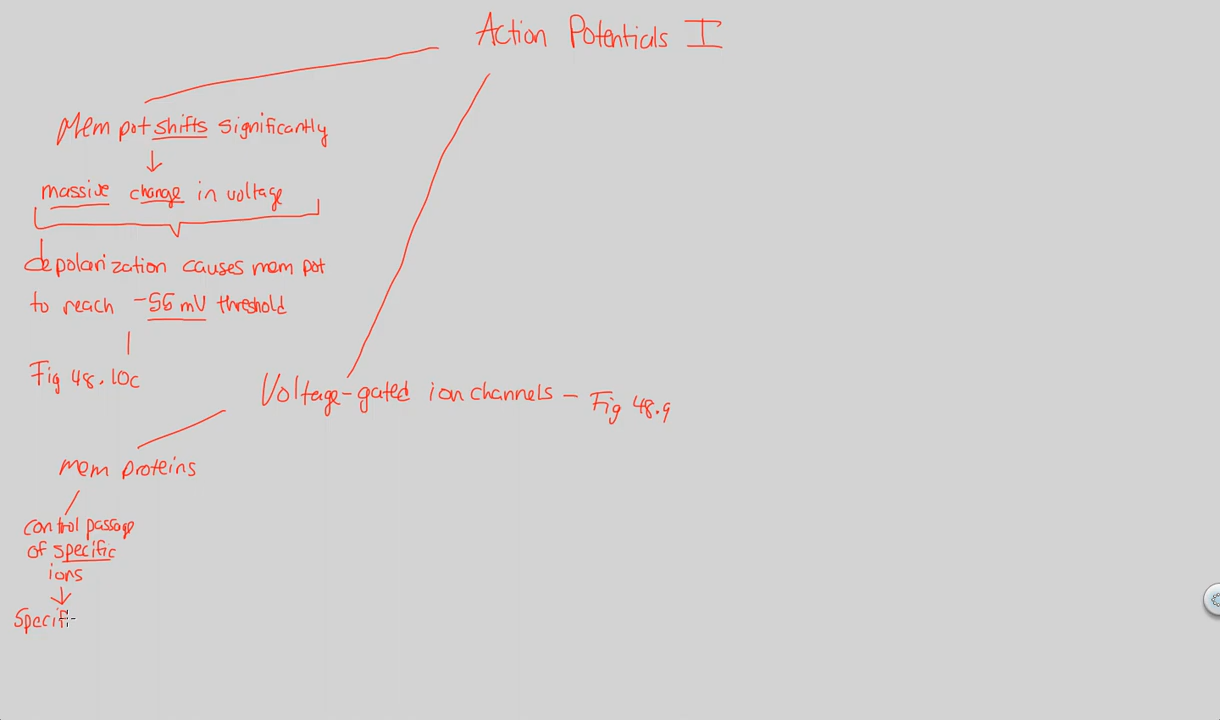 Action Potentials I
Mem pot shifts significantly
massive change in voltage
depolarization causes mem pot
to reach -55 mV threshold
Fig 48.10c
Voltage-gated ion channels - Fig 48.9
mem proteins
control passage
of specific
ions
Specif